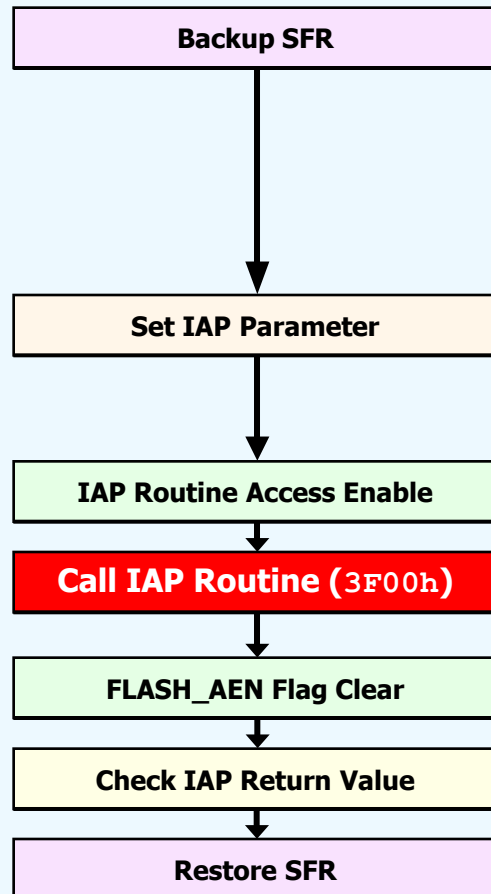 Backup SFR
Set IAP Parameter
IAP Routine Access Enable
Call IAP Routine (3F00h)
FLASH_AEN Flag Clear
Check IAP Return Value
Restore SFR